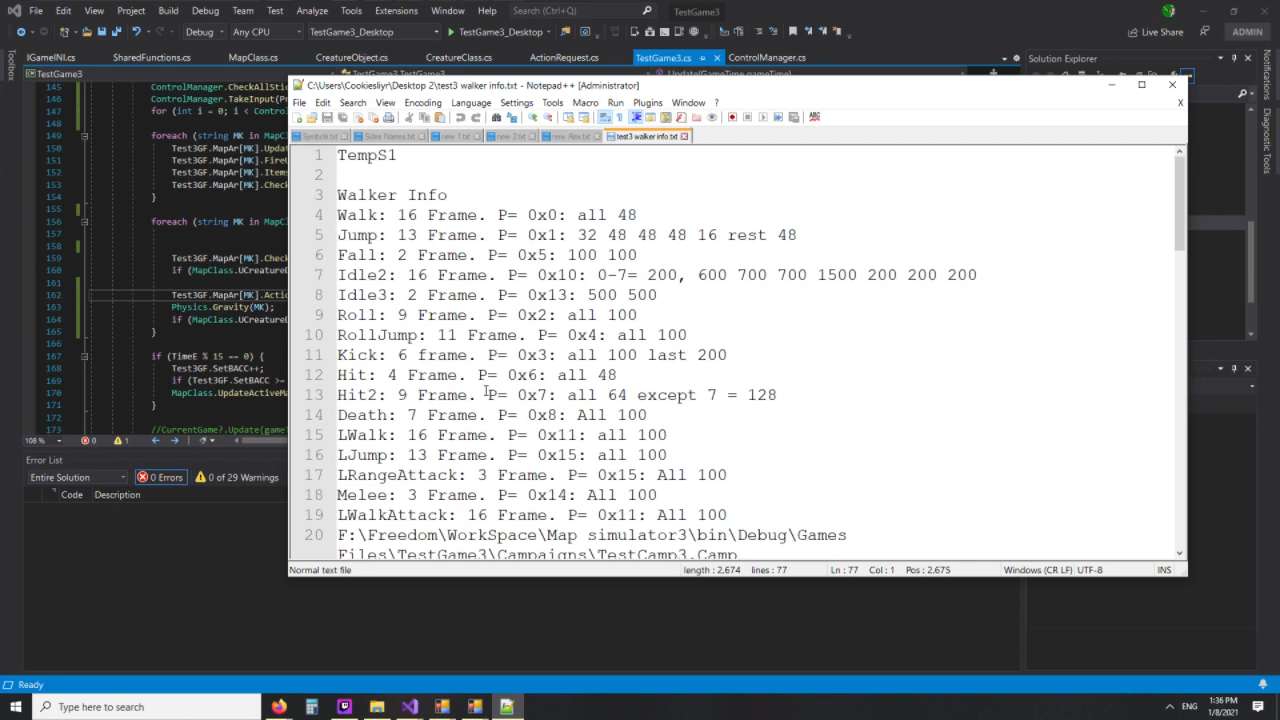 File Edit View Project Build Debug Team Test Analyze Tools Extensions Window Help Search (Ctrl+Q) TestGame3
Debug Any CPU TestGame3_Desktop TestGame3_Desktop Live Share ADMIN
IGameINI.cs SharedFunctions.cs MapClass.cs CreatureObject.cs CreatureClass.cs ActionRequest.cs TestGame3.cs ControlManager.cs
Solution Explorer
Toolbox
Notifications
Diagnostic Tools
TestGame3
145 ControlManager.CheckAllSti
146 ControlManager.TakeInput(P
147 for (int i = 0; i < Contro
148
149 foreach (string MK in MapC
150 Test3GF.MapAr[MK].Upda
151 Test3GF.MapAr[MK].Fire
152 Test3GF.MapAr[MK].Items
153 Test3GF.MapAr[MK].Chec
154 }
155
156 foreach (string MK in MapC
157
158
159 Test3GF.MapAr[MK].Chec
160 if (MapClass.UCreature
161
162 Test3GF.MapAr[MK].Acti
163 Physics.Gravity(MK);
164 if (MapClass.UCreature
165 }
166
167 if (TimeE % 15 == 0) {
168 Test3GF.SetBACC++;
169 if (Test3GF.SetBACC >=
170 MapClass.UpdateActiveMa
171 }
172
173 //CurrentGame?.Update(game
108 % 0 1
Error List
Entire Solution 0 Errors 0 of 29 Warnings
Code Description
C:\Users\Cookiesliyr\Desktop 2\test3 walker info.txt - Notepad++ [Administrator]
File Edit Search View Encoding Language Settings Tools Macro Run Plugins Window ? X
Symbols.txt Sides Names.txt new 1.txt new 2.txt new Alex.txt test3 walker info.txt
1 TempS1
2
3 Walker Info
4 Walk: 16 Frame. P= 0x0: all 48
5 Jump: 13 Frame. P= 0x1: 32 48 48 48 16 rest 48
6 Fall: 2 Frame. P= 0x5: 100 100
7 Idle2: 16 Frame. P= 0x10: 0-7= 200, 600 700 700 1500 200 200 200
8 Idle3: 2 Frame. P= 0x13: 500 500
9 Roll: 9 Frame. P= 0x2: all 100
10 RollJump: 11 Frame. P= 0x4: all 100
11 Kick: 6 frame. P= 0x3: all 100 last 200
12 Hit: 4 Frame. P= 0x6: all 48
13 Hit2: 9 Frame. P= 0x7: all 64 except 7 = 128
14 Death: 7 Frame. P= 0x8: All 100
15 LWalk: 16 Frame. P= 0x11: all 100
16 LJump: 13 Frame. P= 0x15: all 100
17 LRangeAttack: 3 Frame. P= 0x15: All 100
18 Melee: 3 Frame. P= 0x14: All 100
19 LWalkAttack: 16 Frame. P= 0x11: All 100
20 F:\Freedom\WorkSpace\Map simulator3\bin\Debug\Games
Files\TestGame3\Campaigns\TestCamp3.Camp
Normal text file length : 2,674 lines : 77 Ln : 77 Col : 1 Pos : 2,675 Windows (CR LF) UTF-8 INS
Ready
Type here to search
ENG
1:36 PM
1/8/2021